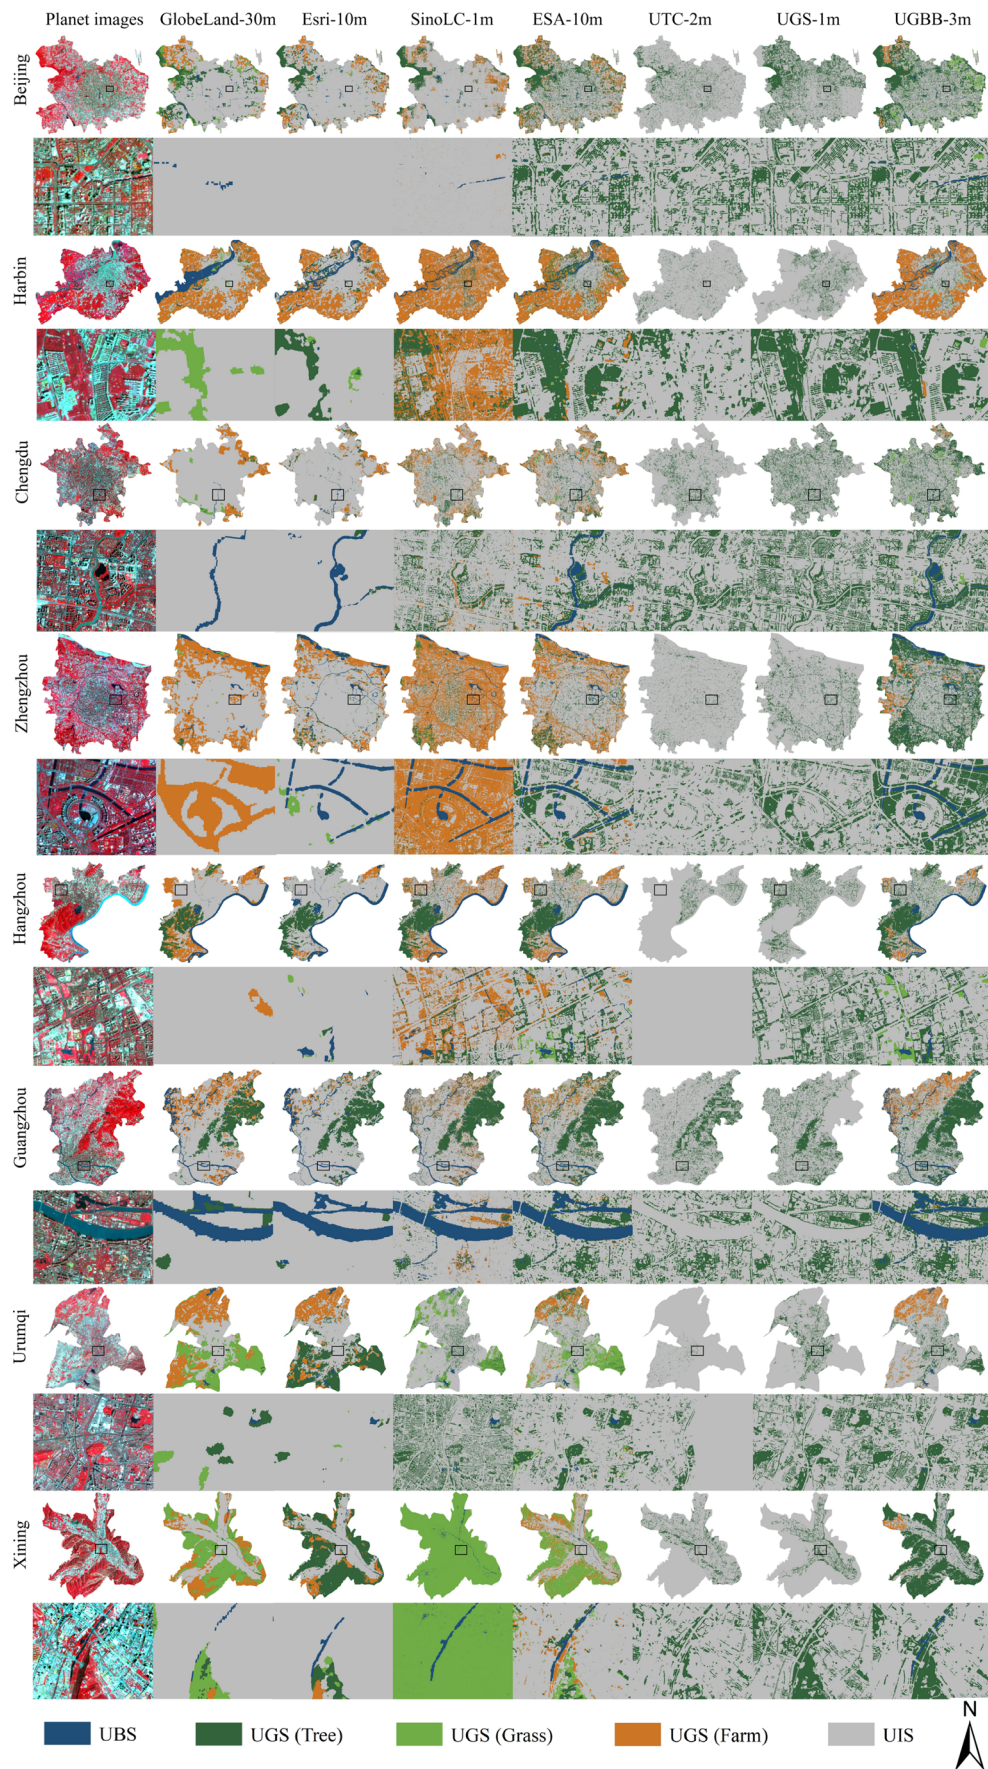 Planet images GlobeLand-30m Esri-10m SinoLC-1m ESA-10m UTC-2m UGS-1m UGBB-3m
Beijing
Harbin
Chengdu
Zhengzhou
Hangzhou
Guangzhou
Urumqi
Xining
UBS UGS (Tree) UGS (Grass) UGS (Farm) UIS
N